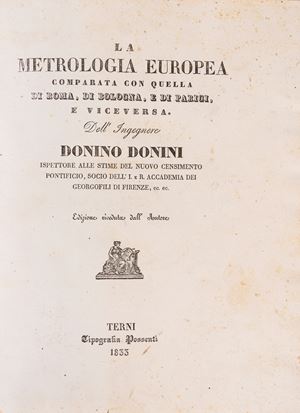 LA
METROLOGIA EUROPEA
COMPARATA CON QUELLA
DI ROMA, DI BOLOGNA, E DI PARIGI,
E VICEVERSA.
Dell' Ingegnere
DONINO DONINI
ISPETTORE ALLE STIME DEL NUOVO CENSIMENTO
PONTIFICIO, SOCIO DELL' I. e R. ACCADEMIA DEI
GEORGOFILI DI FIRENZE, ec. ec.
Edizione riveduta dall' Autore
TERNI
Tipografia Possenti
1833